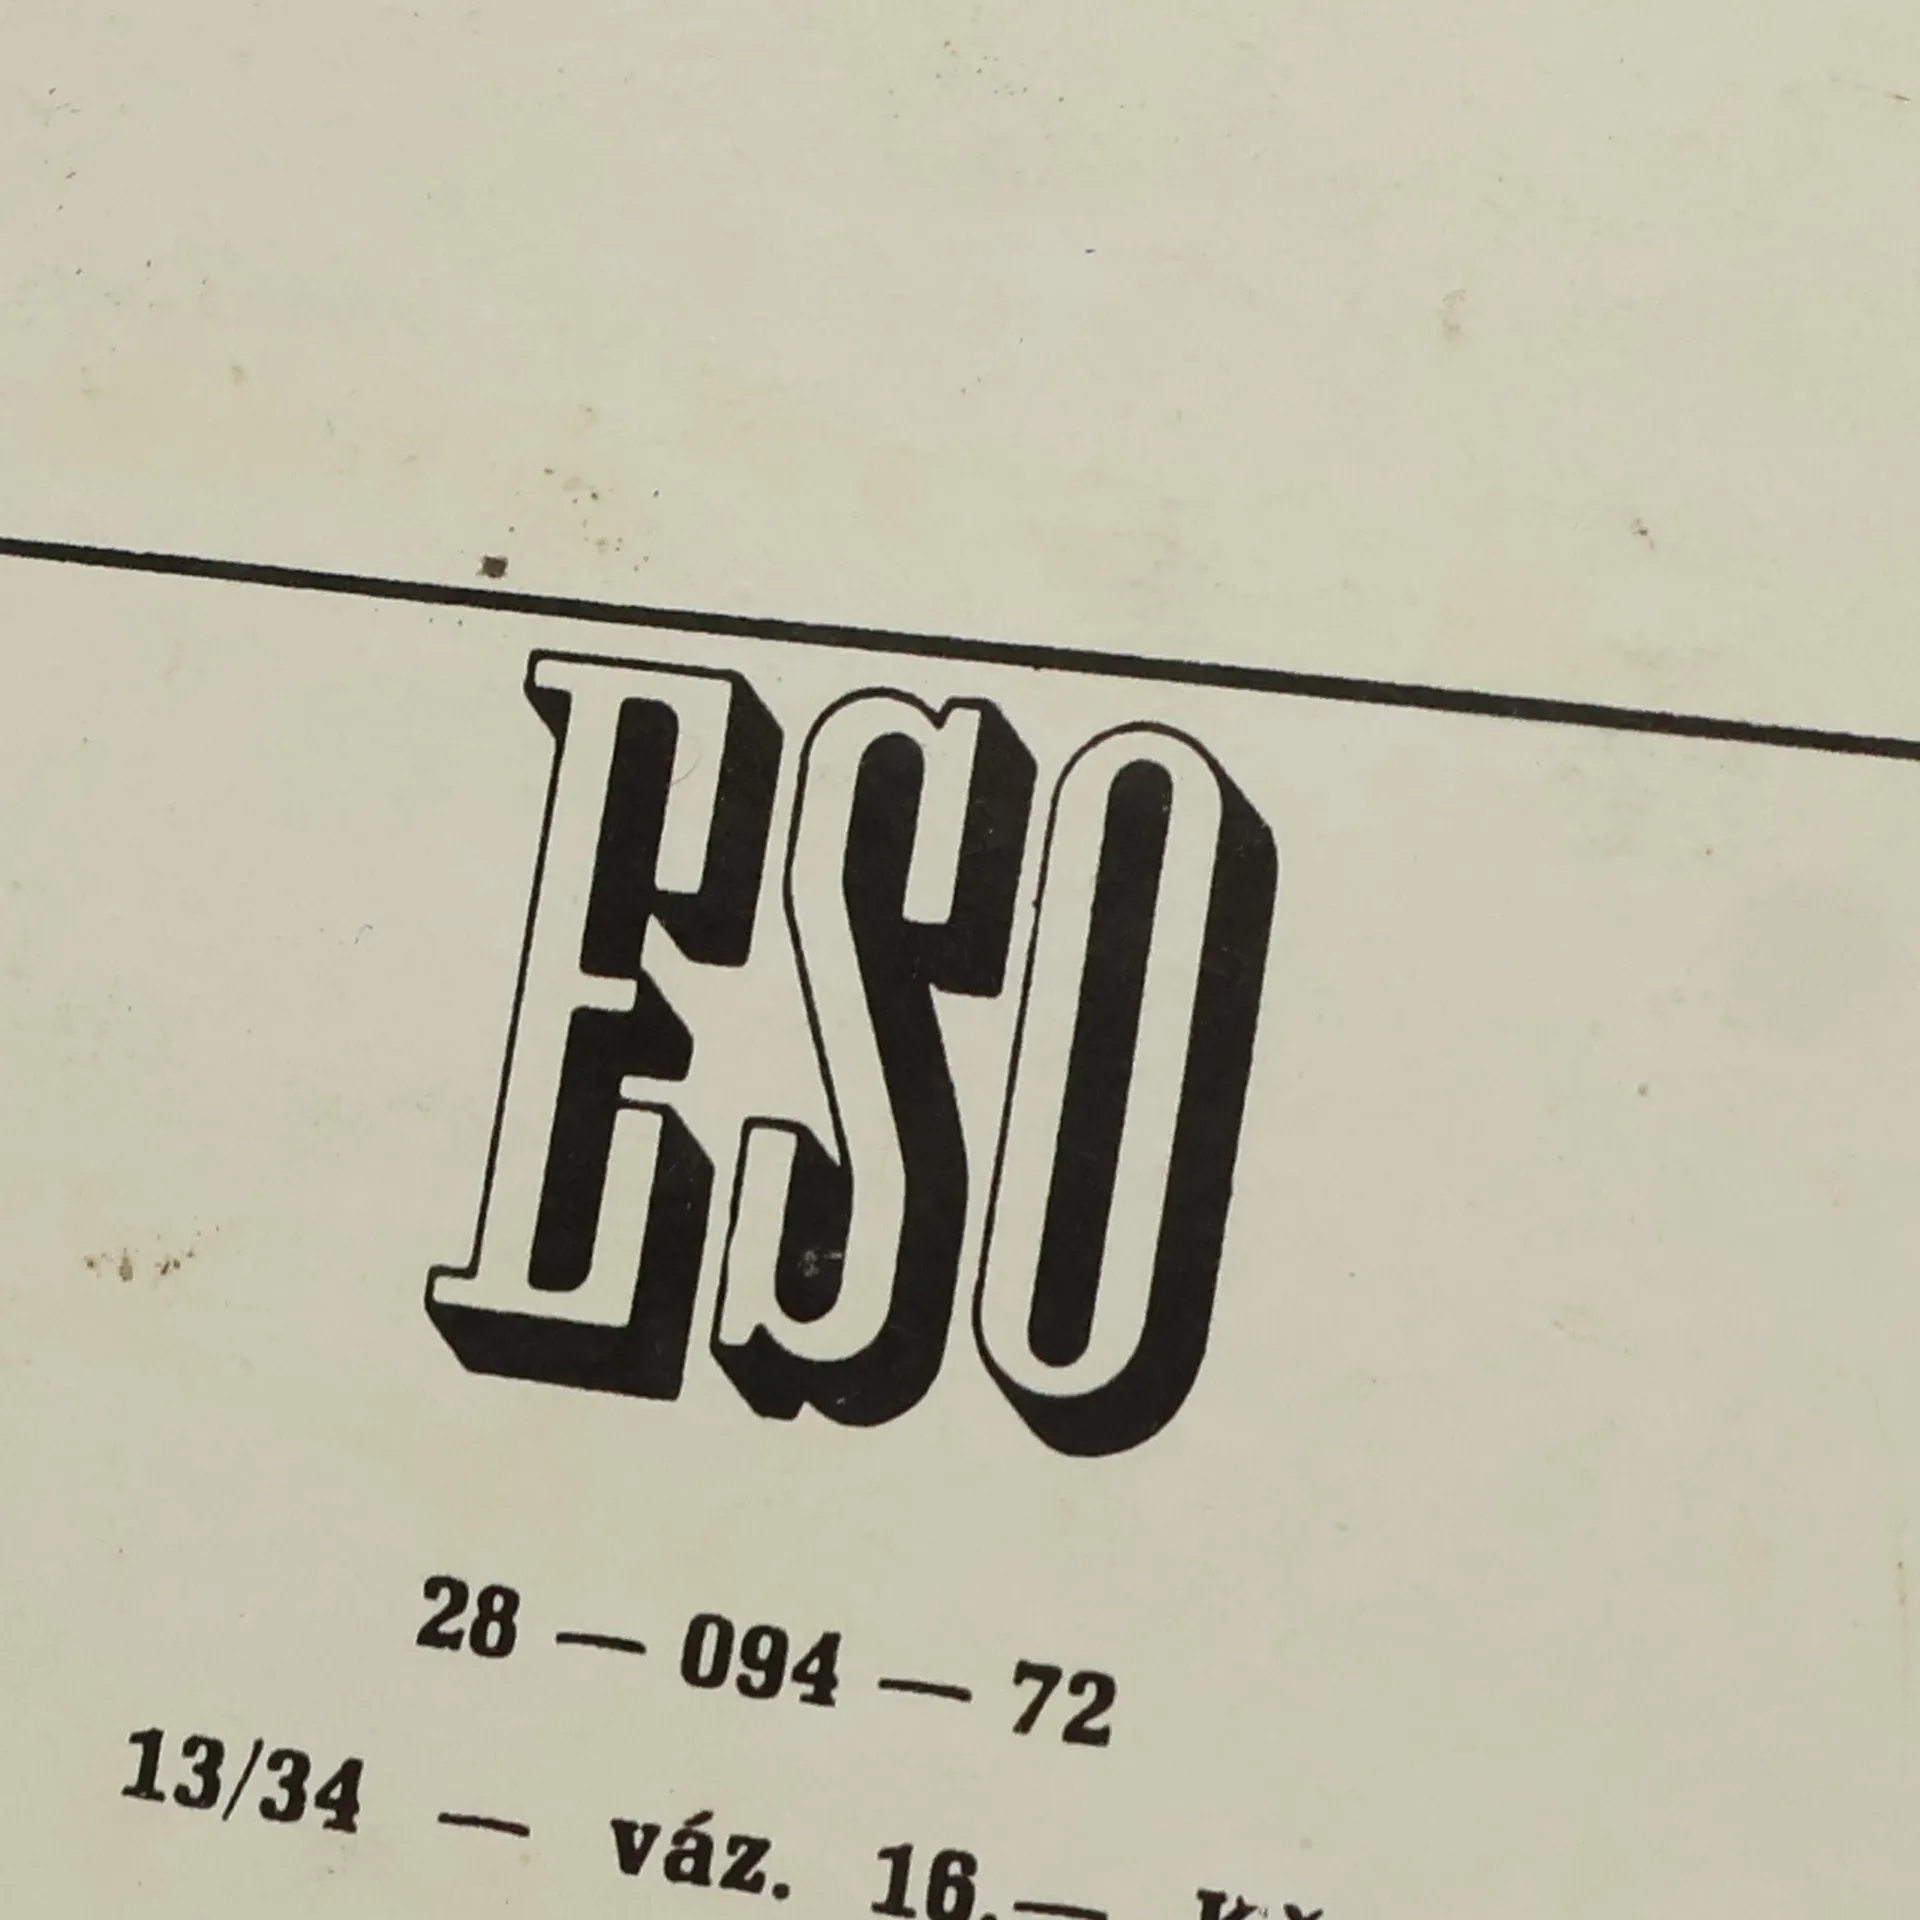 ESO
28 — 094 — 72
13/34 — váz. 16.—